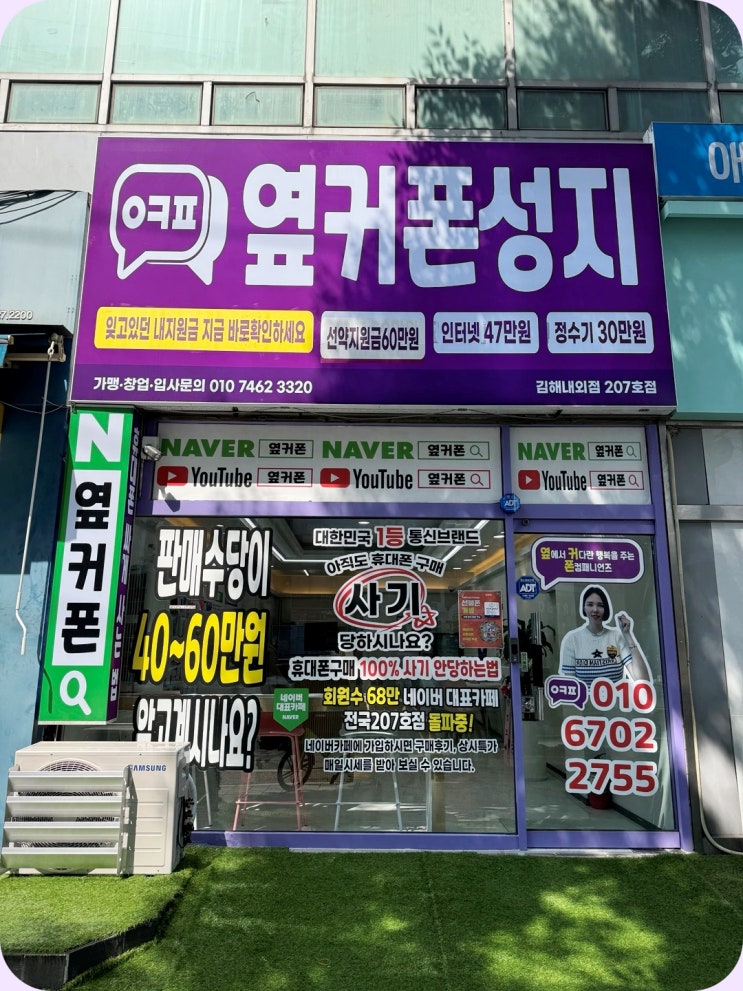 애
옆커폰성지
ㅇㅋㅍ
잊고있던 내지원금 지금 바로확인하세요
선약지원금60만원
인터넷 47만원
정수기 30만원
가맹·창업·입사문의 010 7462 3320
김해내외점 207호점
7.2200
N
옆커폰
NAVER 옆커폰
NAVER 옆커폰
NAVER 옆커폰
YouTube 옆커폰
YouTube 옆커폰
YouTube 옆커폰
ADT
판매수당이
40~60만원
알고계시나요?
대한민국 1등 통신브랜드
아직도 휴대폰 구매
사기
당하시나요?
휴대폰구매 100% 사기 안당하는법
회원수 68만 네이버 대표카페
전국207호점 돌파중!
네이버카페에 가입하시면 구매후기, 상시특가
매일시세를 받아 보실 수 있습니다.
네이버
대표카페
NAVER
옆에서 커다란 행복을 주는
폰컴패니언즈
ADT
ㅇㅋㅍ 010
6702
2755
SAMSUNG